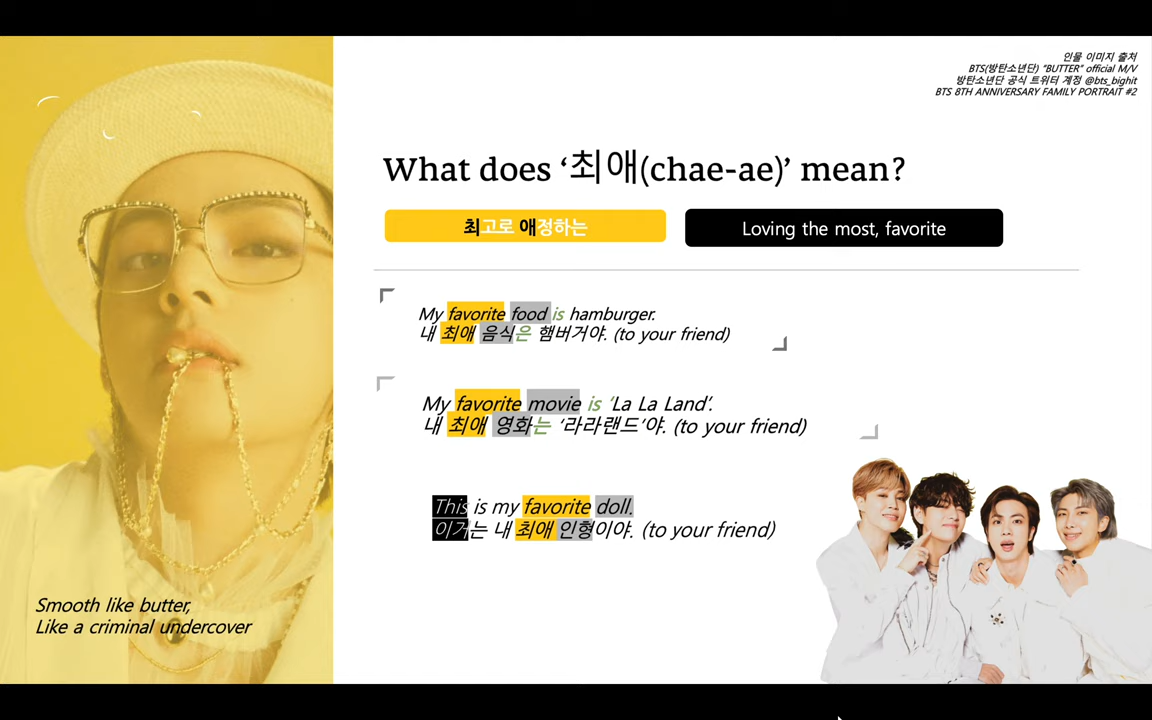 인물 이미지 출처
BTS(방탄소년단) "BUTTER" official M/V
방탄소년단 공식 트위터 계정 @bts_bighit
BTS 8TH ANNIVERSARY FAMILY PORTRAIT #2
What does ‘최애(chae-ae)’ mean?
최고로 애정하는
Loving the most, favorite
My favorite food is hamburger.
내 최애 음식은 햄버거야. (to your friend)
My favorite movie is ‘La La Land’.
내 최애 영화는 ‘라라랜드’야. (to your friend)
This is my favorite doll.
이거는 내 최애 인형이야. (to your friend)
Smooth like butter,
Like a criminal undercover